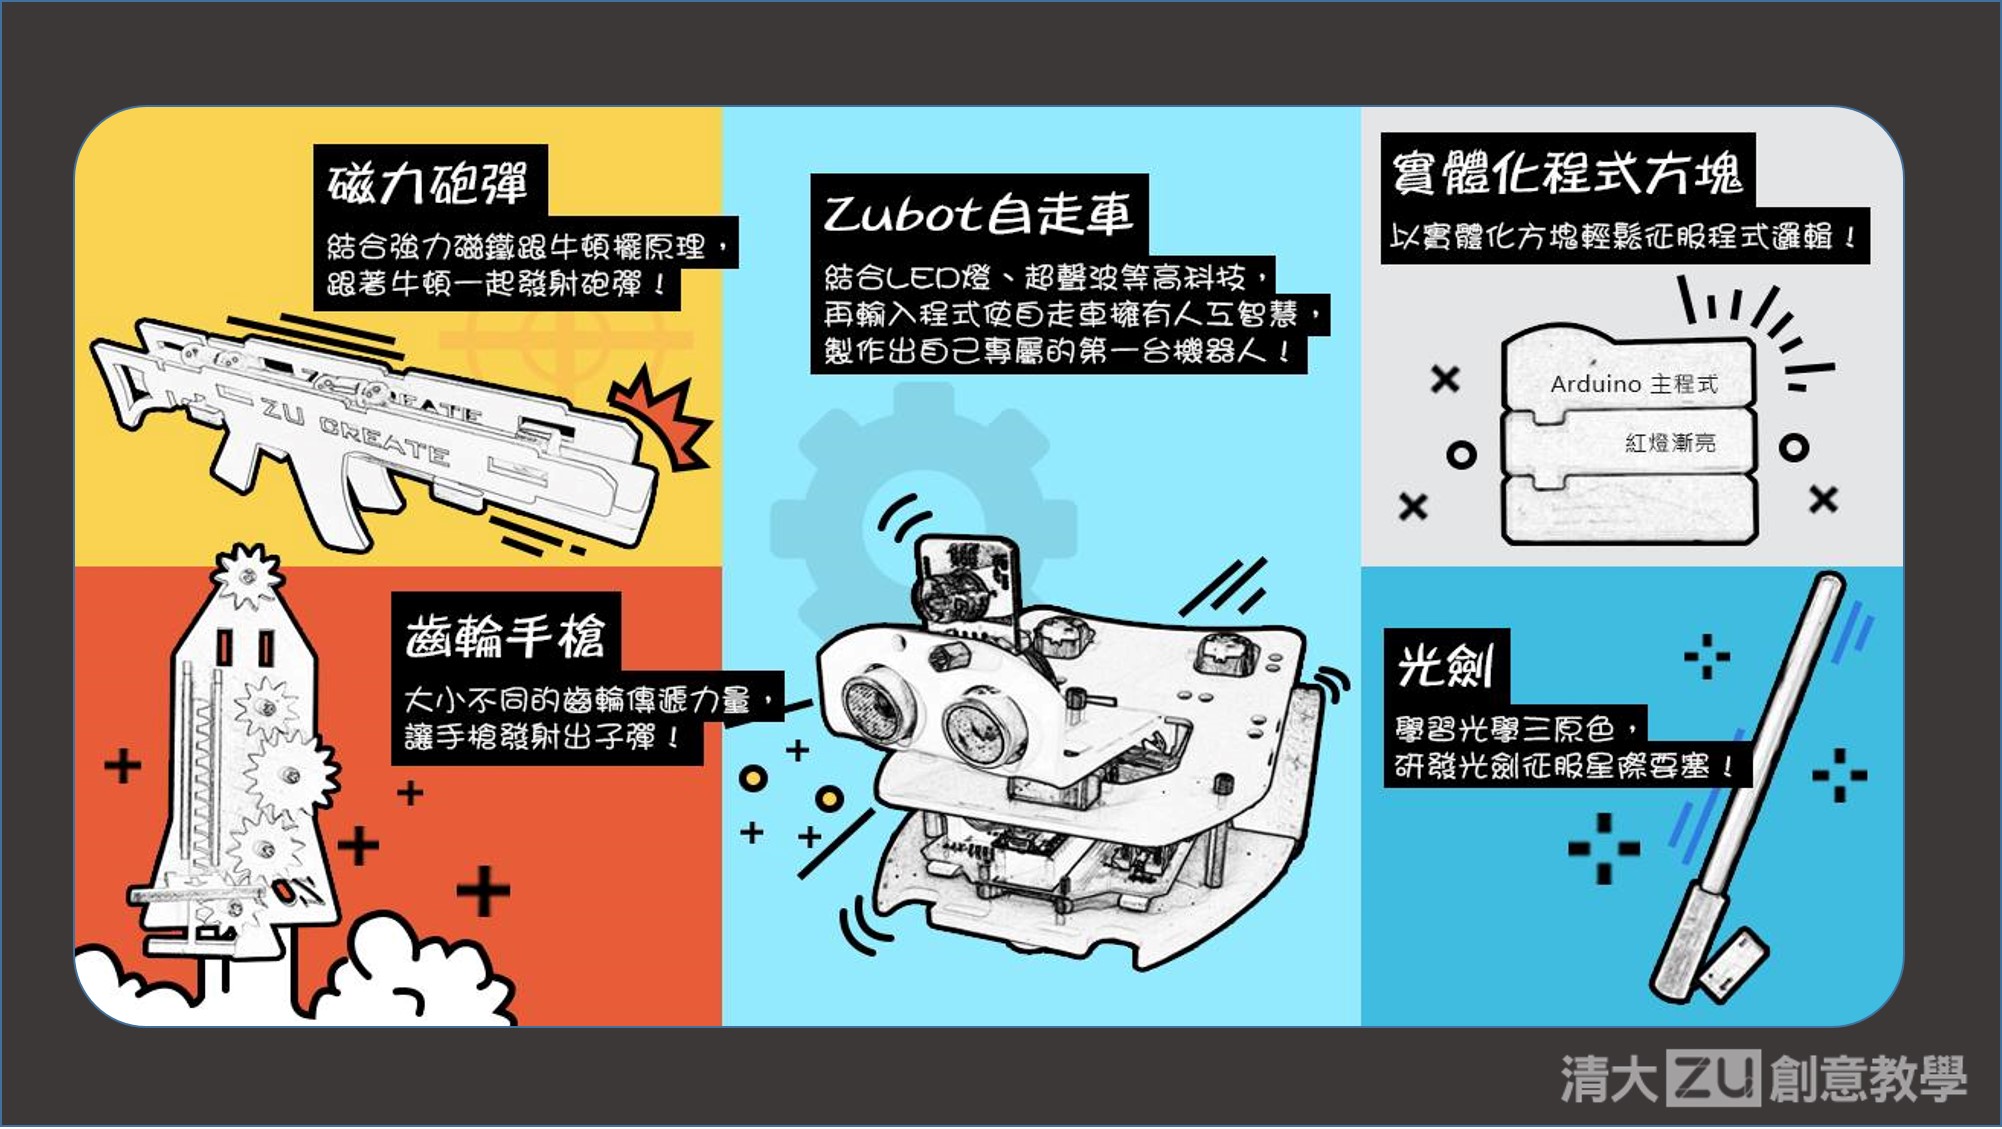 磁力砲彈
結合強力磁鐵跟牛頓擺原理，
跟著牛頓一起發射砲彈！
ZU CREATE
齒輪手槍
大小不同的齒輪傳遞力量，
讓手槍發射出子彈！
Zubot自走車
結合LED燈、超聲波等高科技，
再輸入程式使自走車擁有人互智慧，
製作出自己專屬的第一台機器人！
實體化程式方塊
以實體化方塊輕鬆征服程式邏輯！
Arduino 主程式
紅燈漸亮
光劍
學習光學三原色，
研發光劍征服星際要塞！
清大ZU創意教學